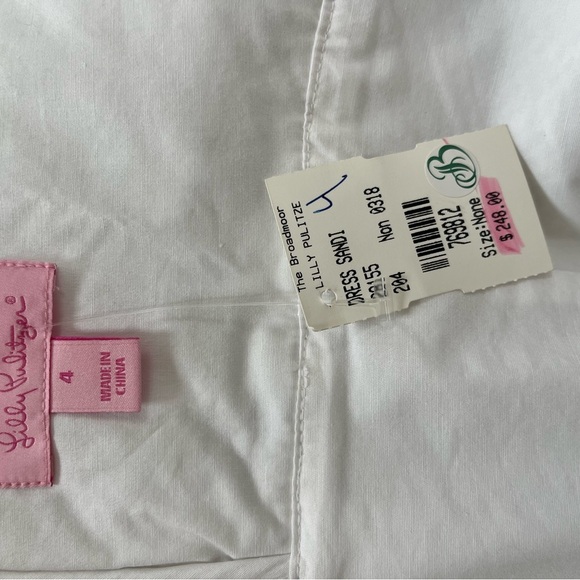 The Broadmoor
LILLY PULITZE
4
DRESS SANDI
28155 Non 0318
204
769812
Size:None
$ 248.00
B
Lilly Pulitzer®
4
MADE IN
CHINA